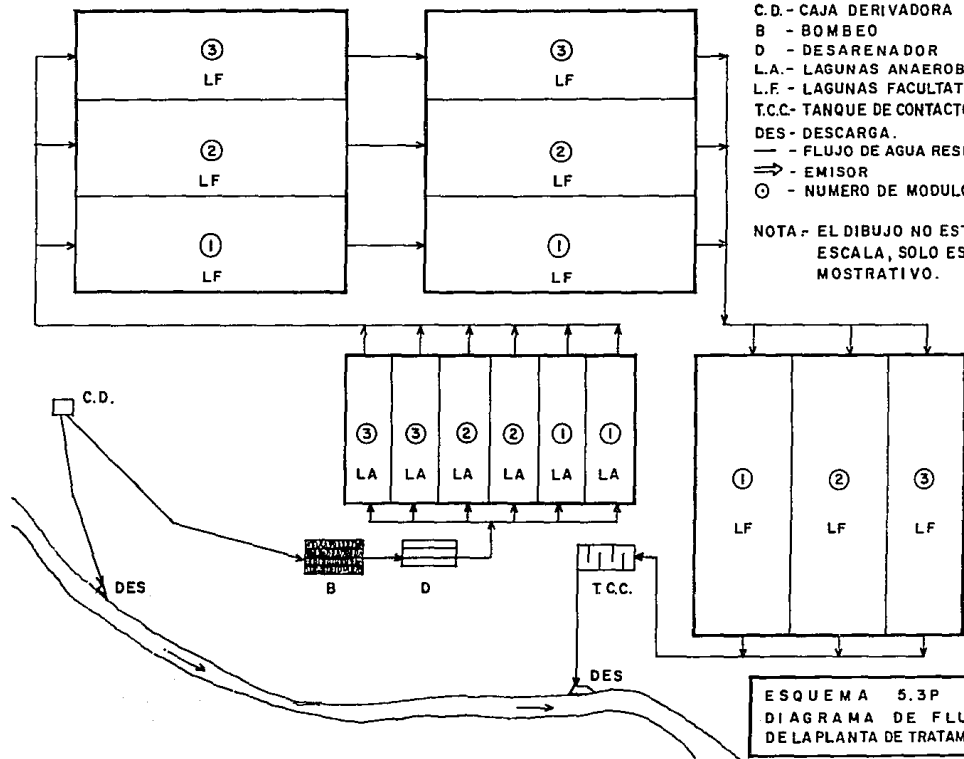 C.D.- CAJA DERIVADORA
B - BOMBEO
D - DESARENADOR
L.A.- LAGUNAS ANAEROB
L.F. - LAGUNAS FACULTAT
T.C.C.- TANQUE DE CONTACTO
DES - DESCARGA.
— - FLUJO DE AGUA RESI
⇒ - EMISOR
⊙ - NUMERO DE MODULO
NOTA.- EL DIBUJO NO EST
ESCALA, SOLO ES
MOSTRATIVO.
③ ③
LF LF
② ②
LF LF
① ①
LF LF
C.D.
③ ③ ② ② ① ①
LA LA LA LA LA LA
① ② ③
LF LF LF
DES
B D T.C.C.
DES
ESQUEMA 5.3P
DIAGRAMA DE FLU
DE LA PLANTA DE TRATAM